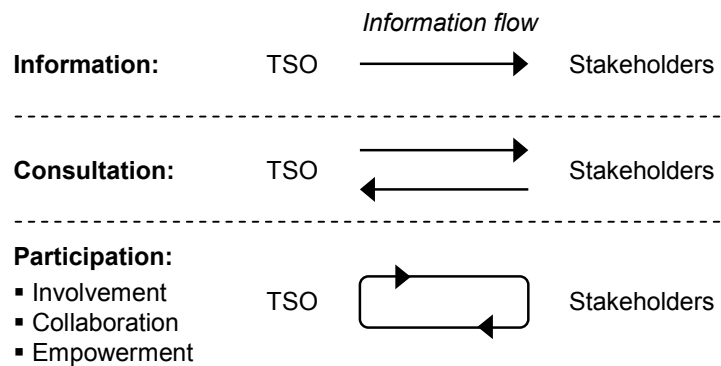 Information flow
Information: TSO Stakeholders
Consultation: TSO Stakeholders
Participation:
▪ Involvement
TSO Stakeholders
▪ Collaboration
▪ Empowerment